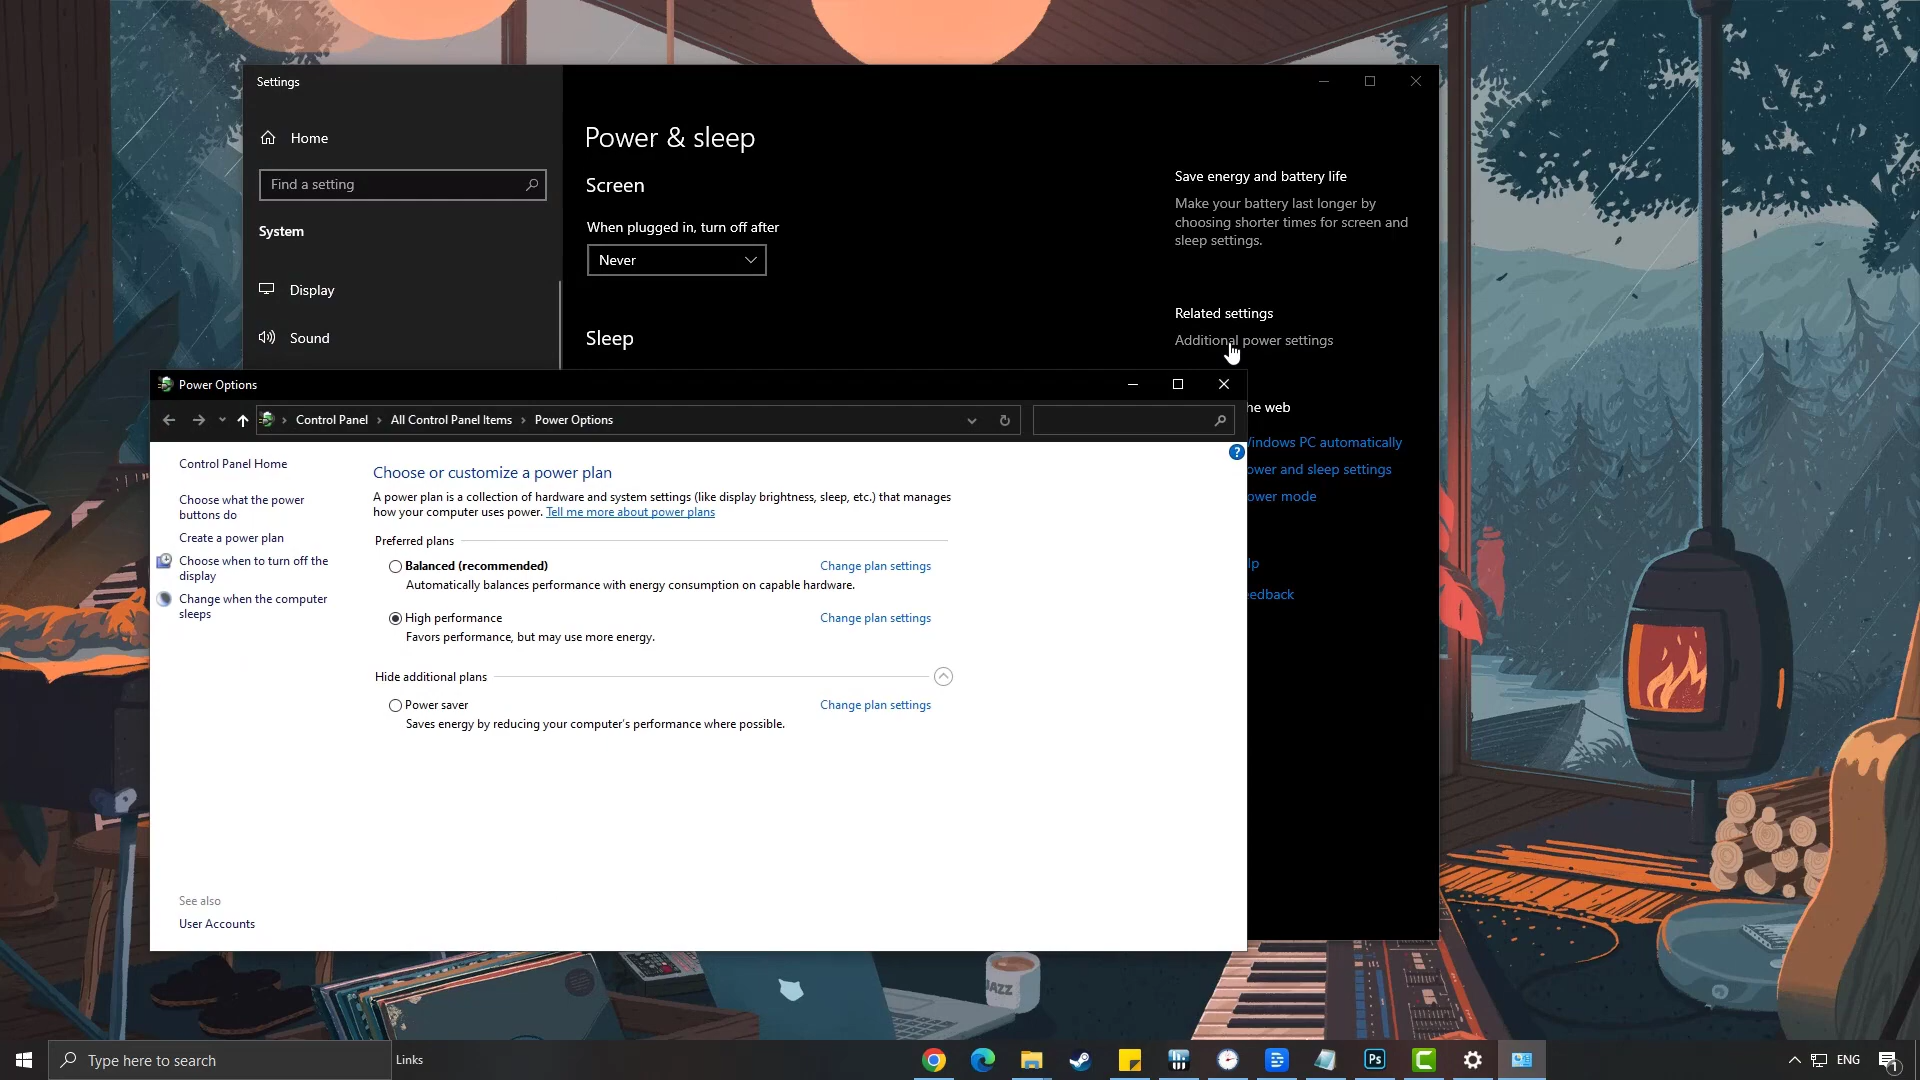 Settings
Home
Find a setting
System
Display
Sound
Power & sleep
Screen
When plugged in, turn off after
Never
Sleep
Save energy and battery life
Make your battery last longer by
choosing shorter times for screen and
sleep settings.
Related settings
Additional power settings
he web
indows PC automatically
ower and sleep settings
ower mode
lp
eedback
Power Options
Control Panel
All Control Panel Items
Power Options
?
Control Panel Home
Choose what the power
buttons do
Create a power plan
Choose when to turn off the
display
Change when the computer
sleeps
See also
User Accounts
Choose or customize a power plan
A power plan is a collection of hardware and system settings (like display brightness, sleep, etc.) that manages
how your computer uses power. Tell me more about power plans
Preferred plans
Balanced (recommended) Change plan settings
Automatically balances performance with energy consumption on capable hardware.
High performance Change plan settings
Favors performance, but may use more energy.
Hide additional plans
Power saver Change plan settings
Saves energy by reducing your computer's performance where possible.
JAZZ
Type here to search
Links
Ps
ENG
1